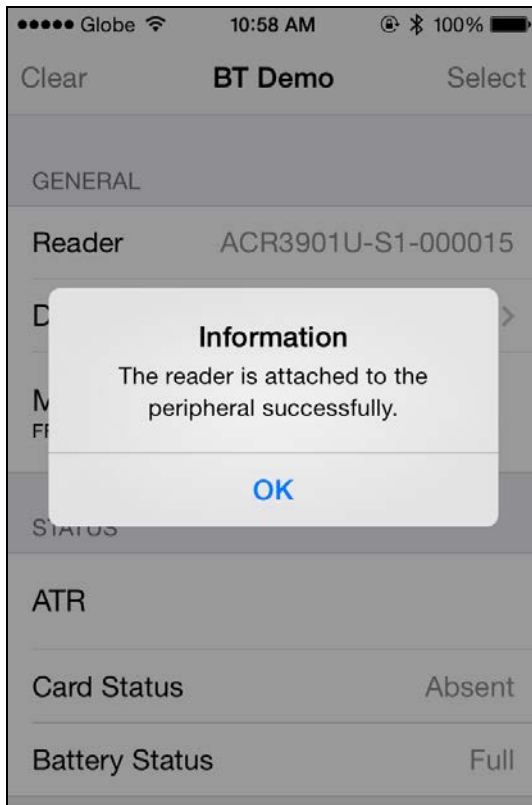 Globe 10:58 AM 100%
Clear BT Demo Select
GENERAL
Reader ACR3901U-S1-000015
Information
The reader is attached to the
peripheral successfully.
OK
STATUS
ATR
Card Status Absent
Battery Status Full